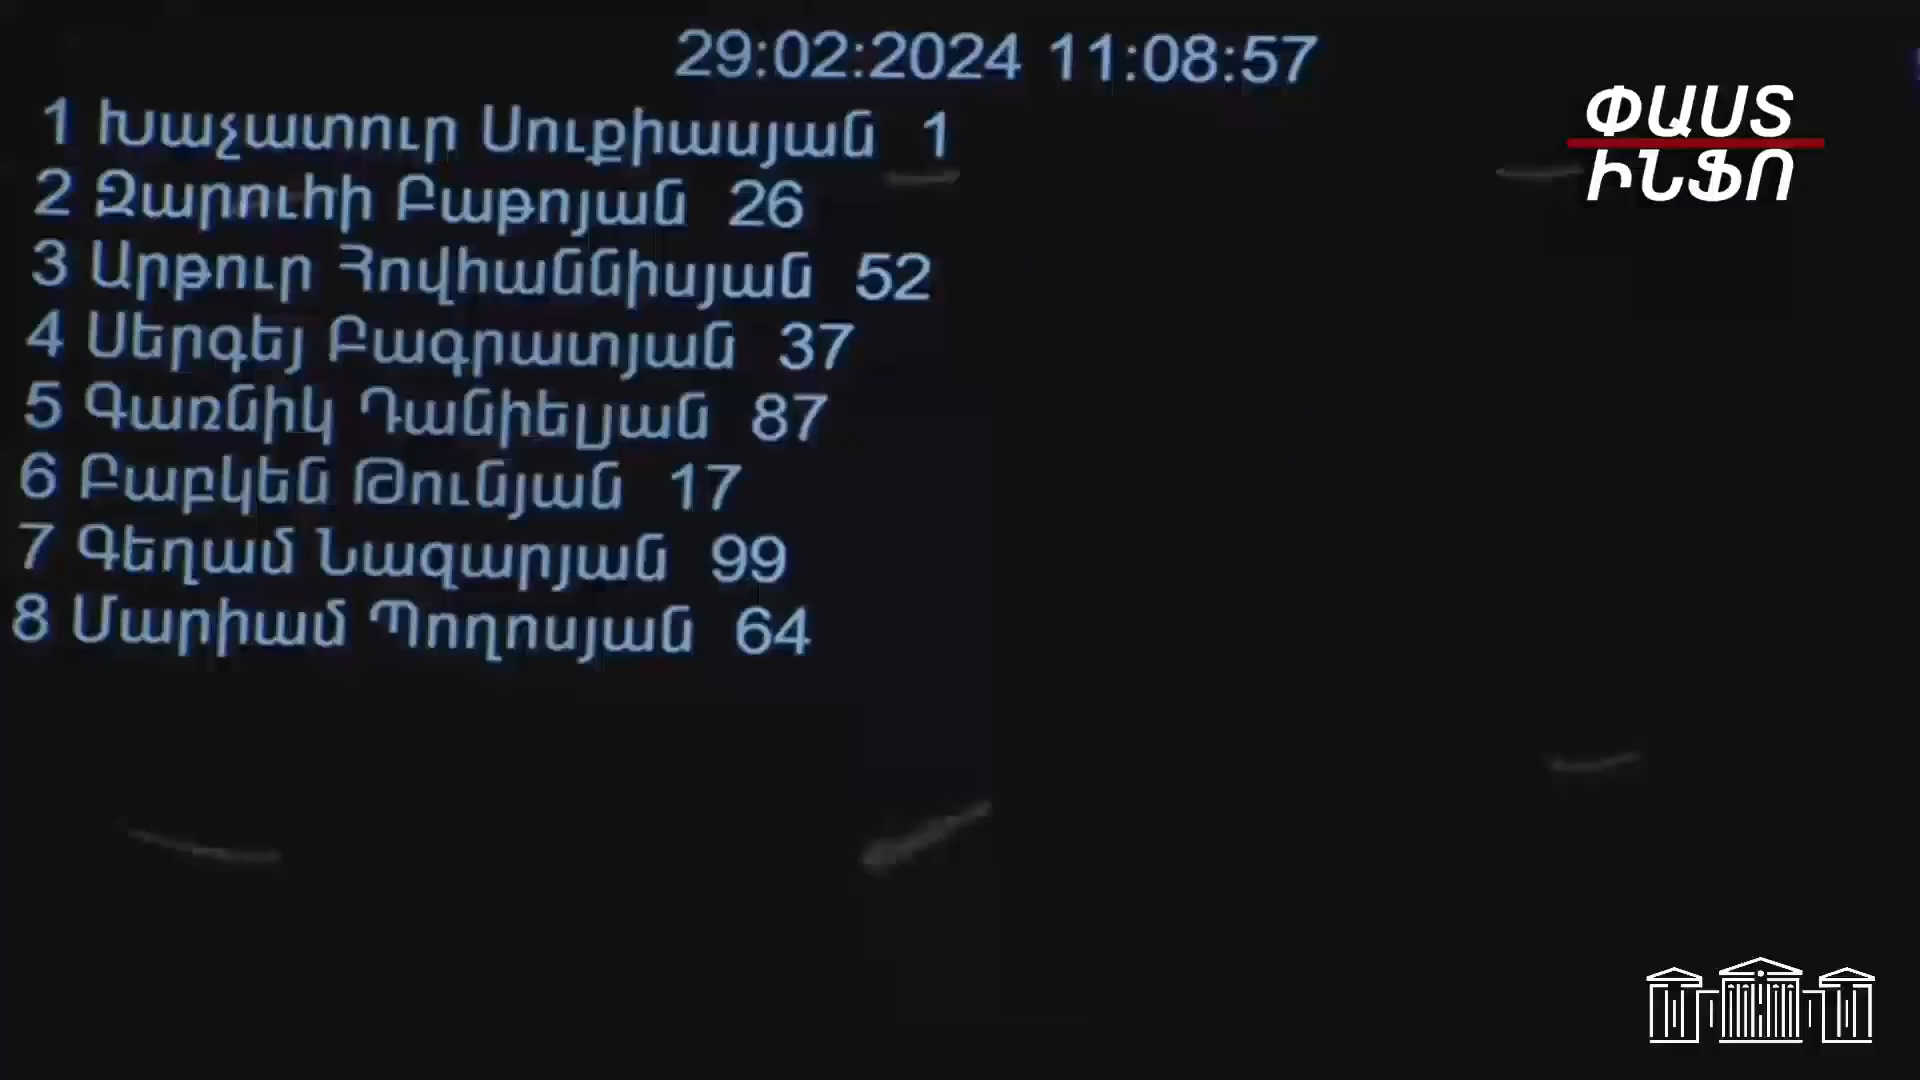 29:02:2024 11:08:57
1 Խաչատուր Սուքիասյան 1
2 Զարուհի Բաթոյան 26
3 Արթուր Հովհաննիսյան 52
4 Սերգեյ Բագրատյան 37
5 Գառնիկ Դանիելյան 87
6 Բաբկեն Թունյան 17
7 Գեղամ Նազարյան 99
8 Մարիամ Պողոսյան 64
ՓԱՍՏ
ԻՆՖՈ